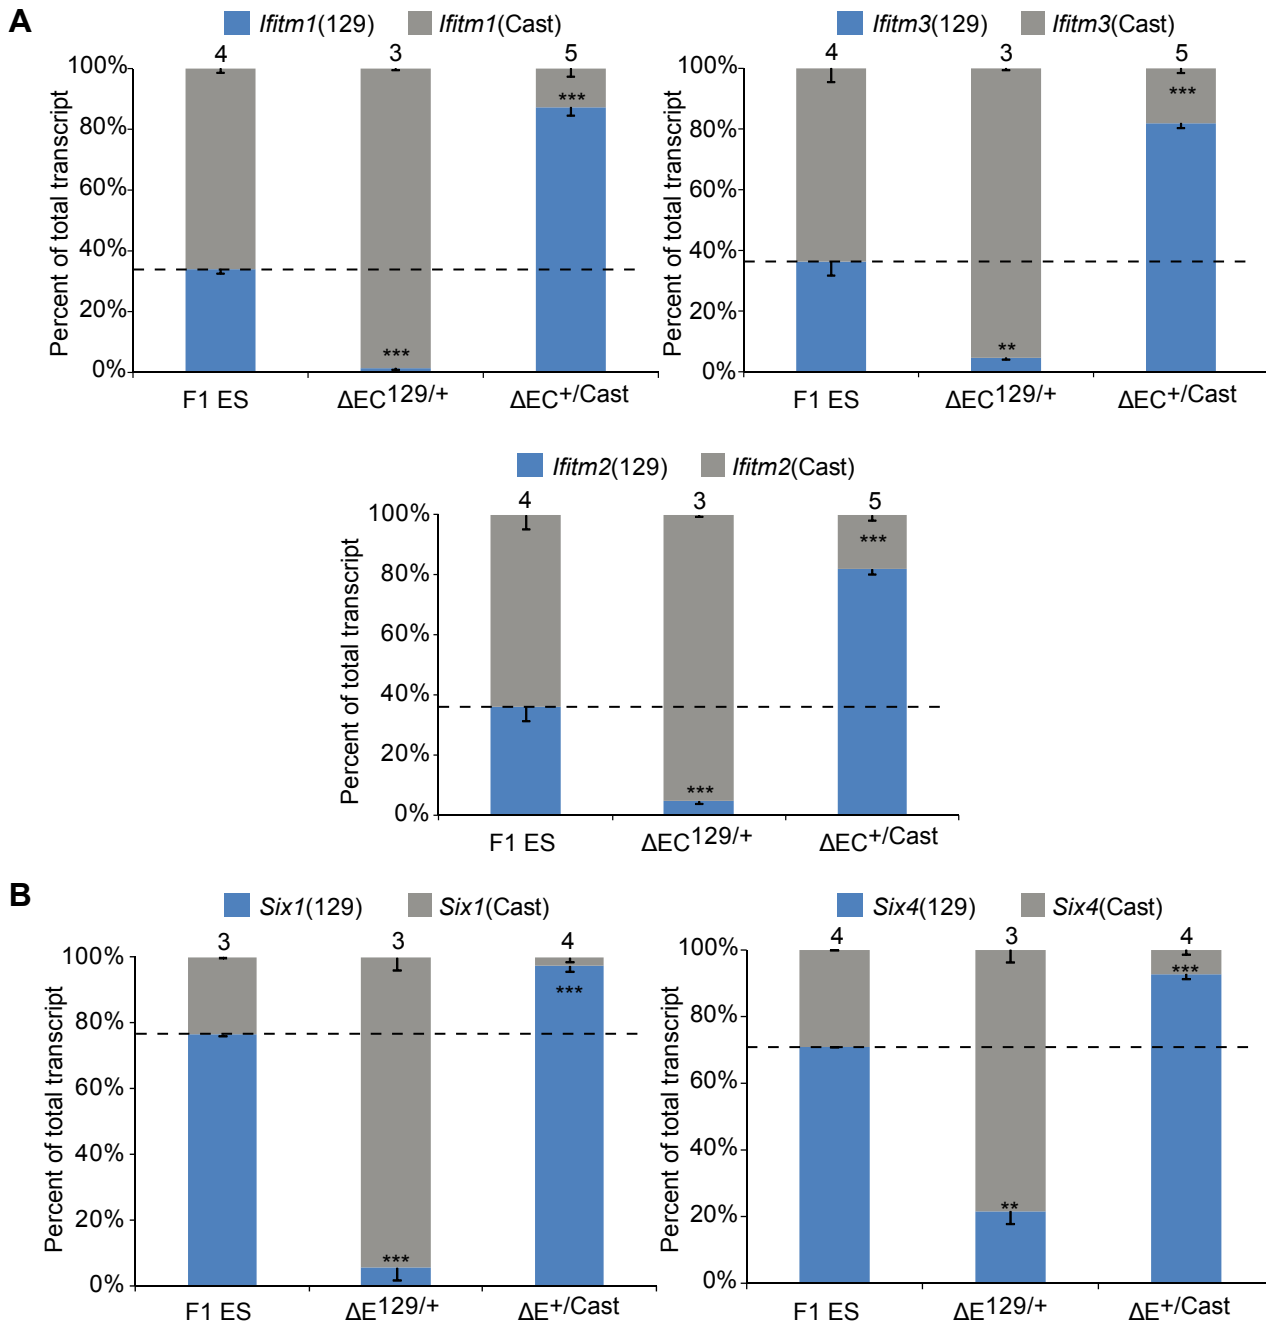 A
Ifitm1(129) Ifitm1(Cast)
4 3 5
Percent of total transcript
100%
80%
60%
40%
20%
0%
***
***
F1 ES ΔEC129/+ ΔEC+/Cast
Ifitm3(129) Ifitm3(Cast)
4 3 5
Percent of total transcript
100%
80%
60%
40%
20%
0%
***
**
F1 ES ΔEC129/+ ΔEC+/Cast
Ifitm2(129) Ifitm2(Cast)
4 3 5
Percent of total transcript
100%
80%
60%
40%
20%
0%
***
***
F1 ES ΔEC129/+ ΔEC+/Cast
B
Six1(129) Six1(Cast)
3 3 4
Percent of total transcript
100%
80%
60%
40%
20%
0%
***
***
F1 ES ΔE129/+ ΔE+/Cast
Six4(129) Six4(Cast)
4 3 4
Percent of total transcript
100%
80%
60%
40%
20%
0%
***
**
F1 ES ΔE129/+ ΔE+/Cast